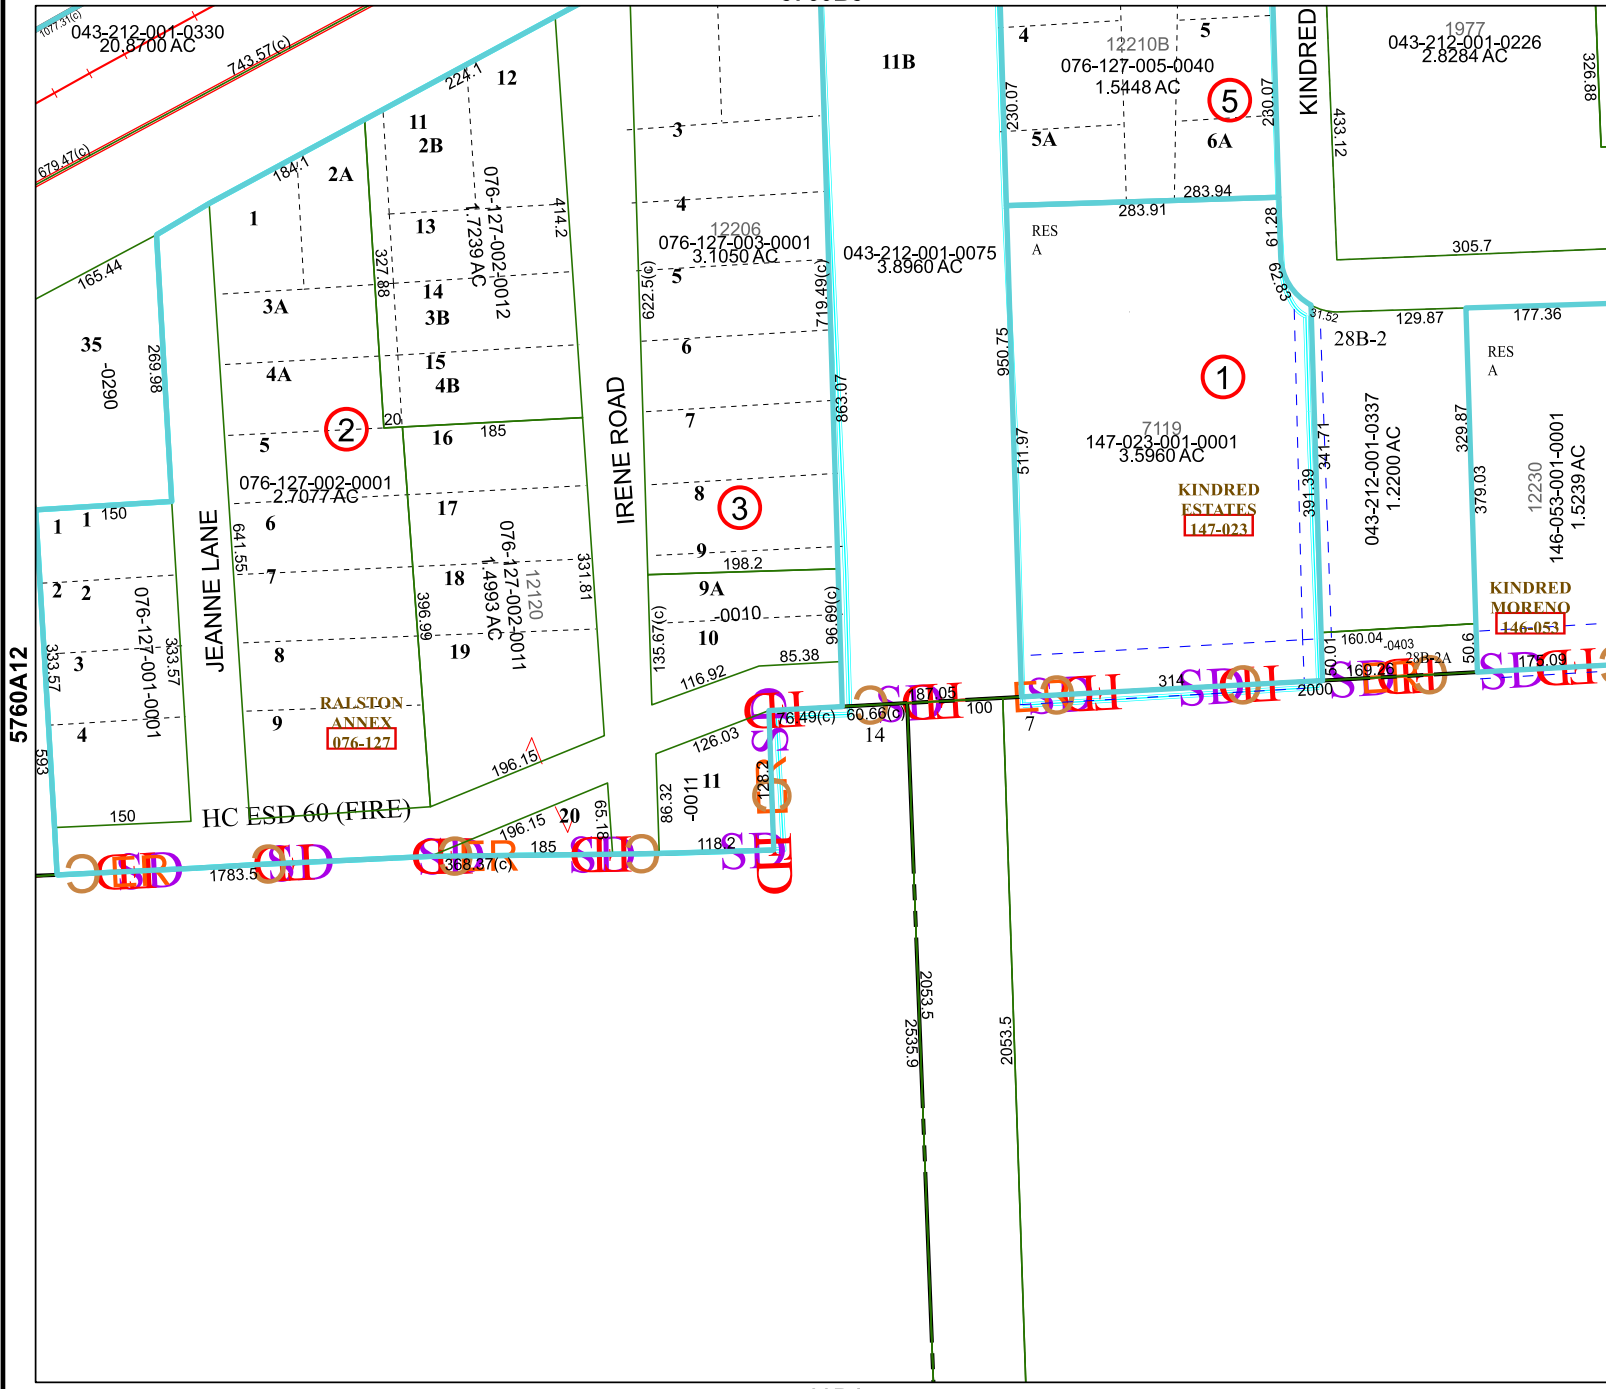 1077.31(c)
043-212-001-0330
20.8700 AC
743.57(c)
679.47(c)
224.1
184.1
165.44
12
11
2B
2A
1
13
076-127-002-0012
1.7239 AC
414.2
327.88
3A
14
3B
15
4A
4B
35
-0290
269.98
20
185
16
5
2
076-127-002-0001
2.7077 AC
6
17
7
641.55
396.99
18
12120
076-127-002-0011
1.4993 AC
331.81
8
19
9
JEANNE LANE
IRENE ROAD
1
1
150
2
2
3
4
076-127-001-0001
333.57
333.57
593
150
5760A12
RALSTON
ANNEX
076-127
196.15
HC ESD 60 (FIRE)
196.15
20
65.18
185
368.37(c)
1783.5
118.2
86.32
-0011
11
126.03
128.2
3
4
12206
076-127-003-0001
3.1050 AC
5
622.5(c)
719.49(c)
6
7
8
3
9
198.2
9A
-0010
10
135.67(c)
96.69(c)
116.92
85.38
863.07
76.49(c)
60.66(c)
87.05
100
14
7
11B
043-212-001-0075
3.8960 AC
950.75
511.97
4
5
12210B
076-127-005-0040
1.5448 AC
5
230.07
230.07
5A
6A
283.94
283.91
61.28
62.83
31.52
RES
A
1
7119
147-023-001-0001
3.5960 AC
KINDRED
ESTATES
147-023
391.39
341.71
314
2000
KINDRED
433.12
1977
043-212-001-0226
2.8284 AC
326.88
305.7
129.87
177.36
28B-2
RES
A
043-212-001-0337
1.2200 AC
329.87
379.03
12230
146-053-001-0001
1.5239 AC
KINDRED
MORENO
146-053
160.04
-0403
28B-2A
50.01
50.6
169.29
175.09
2053.5
2535.9
2053.5